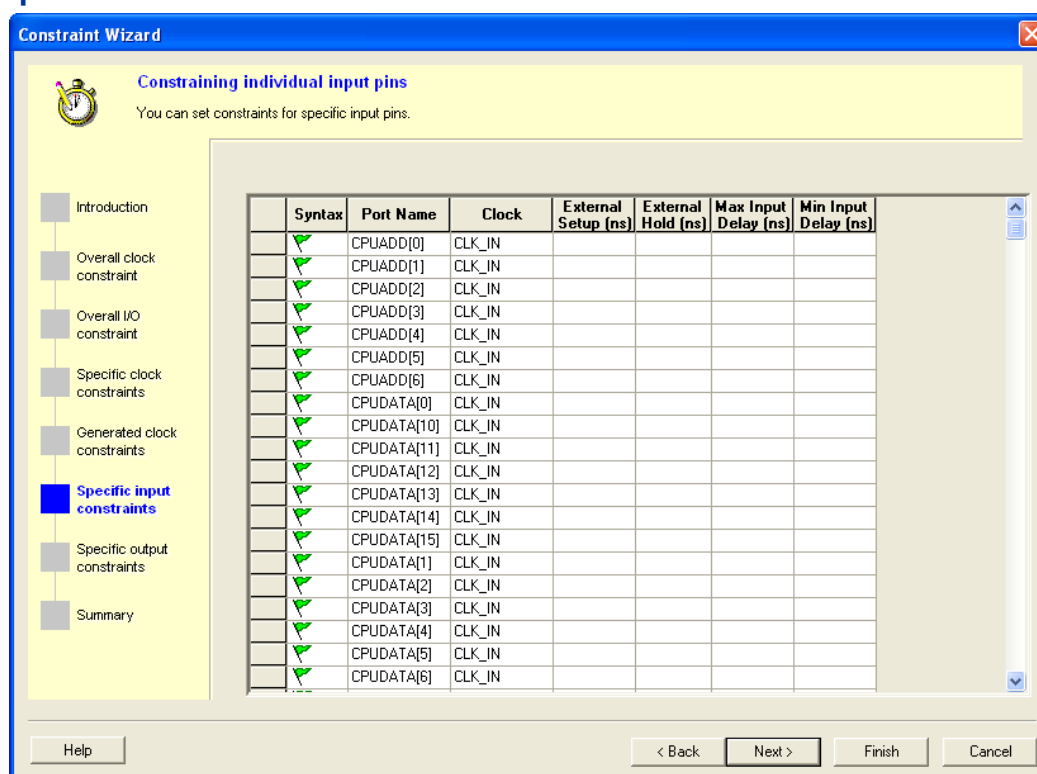 Constraint Wizard
Constraining individual input pins
You can set constraints for specific input pins.
Introduction
Overall clock
constraint
Overall I/O
constraint
Specific clock
constraints
Generated clock
constraints
Specific input
constraints
Specific output
constraints
Summary
Syntax Port Name Clock External Setup (ns) External Hold (ns) Max Input Delay (ns) Min Input Delay (ns)
CPUADD[0] CLK_IN
CPUADD[1] CLK_IN
CPUADD[2] CLK_IN
CPUADD[3] CLK_IN
CPUADD[4] CLK_IN
CPUADD[5] CLK_IN
CPUADD[6] CLK_IN
CPUDATA[0] CLK_IN
CPUDATA[10] CLK_IN
CPUDATA[11] CLK_IN
CPUDATA[12] CLK_IN
CPUDATA[13] CLK_IN
CPUDATA[14] CLK_IN
CPUDATA[15] CLK_IN
CPUDATA[1] CLK_IN
CPUDATA[2] CLK_IN
CPUDATA[3] CLK_IN
CPUDATA[4] CLK_IN
CPUDATA[5] CLK_IN
CPUDATA[6] CLK_IN
Help < Back Next > Finish Cancel